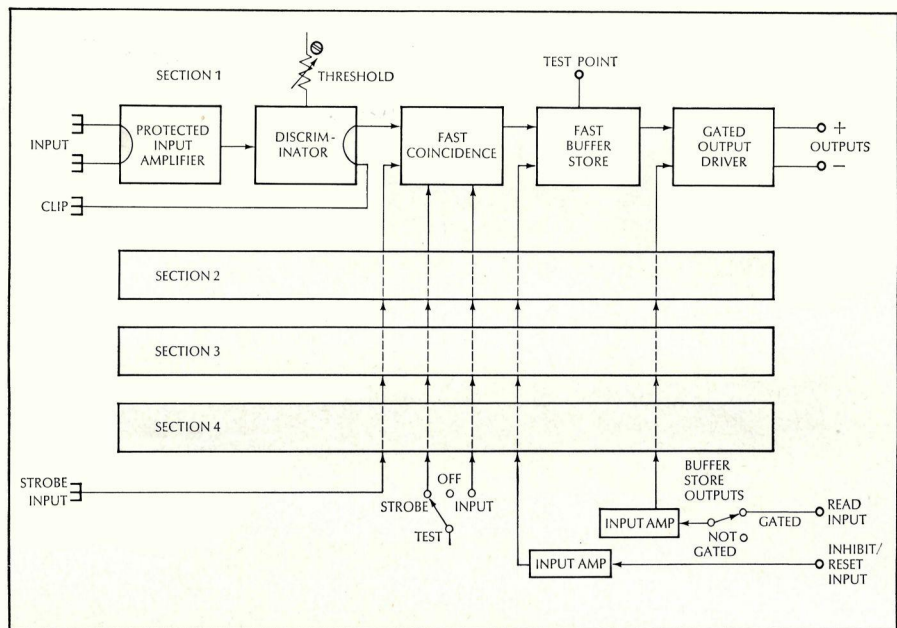 SECTION 1
THRESHOLD
TEST POINT
INPUT
PROTECTED
INPUT
AMPLIFIER
DISCRIM-
INATOR
FAST
COINCIDENCE
FAST
BUFFER
STORE
GATED
OUTPUT
DRIVER
+
OUTPUTS
−
CLIP
SECTION 2
SECTION 3
SECTION 4
STROBE
INPUT
STROBE
OFF
INPUT
TEST
BUFFER
STORE
OUTPUTS
INPUT AMP
NOT
GATED
GATED
READ
INPUT
INPUT AMP
INHIBIT/
RESET
INPUT